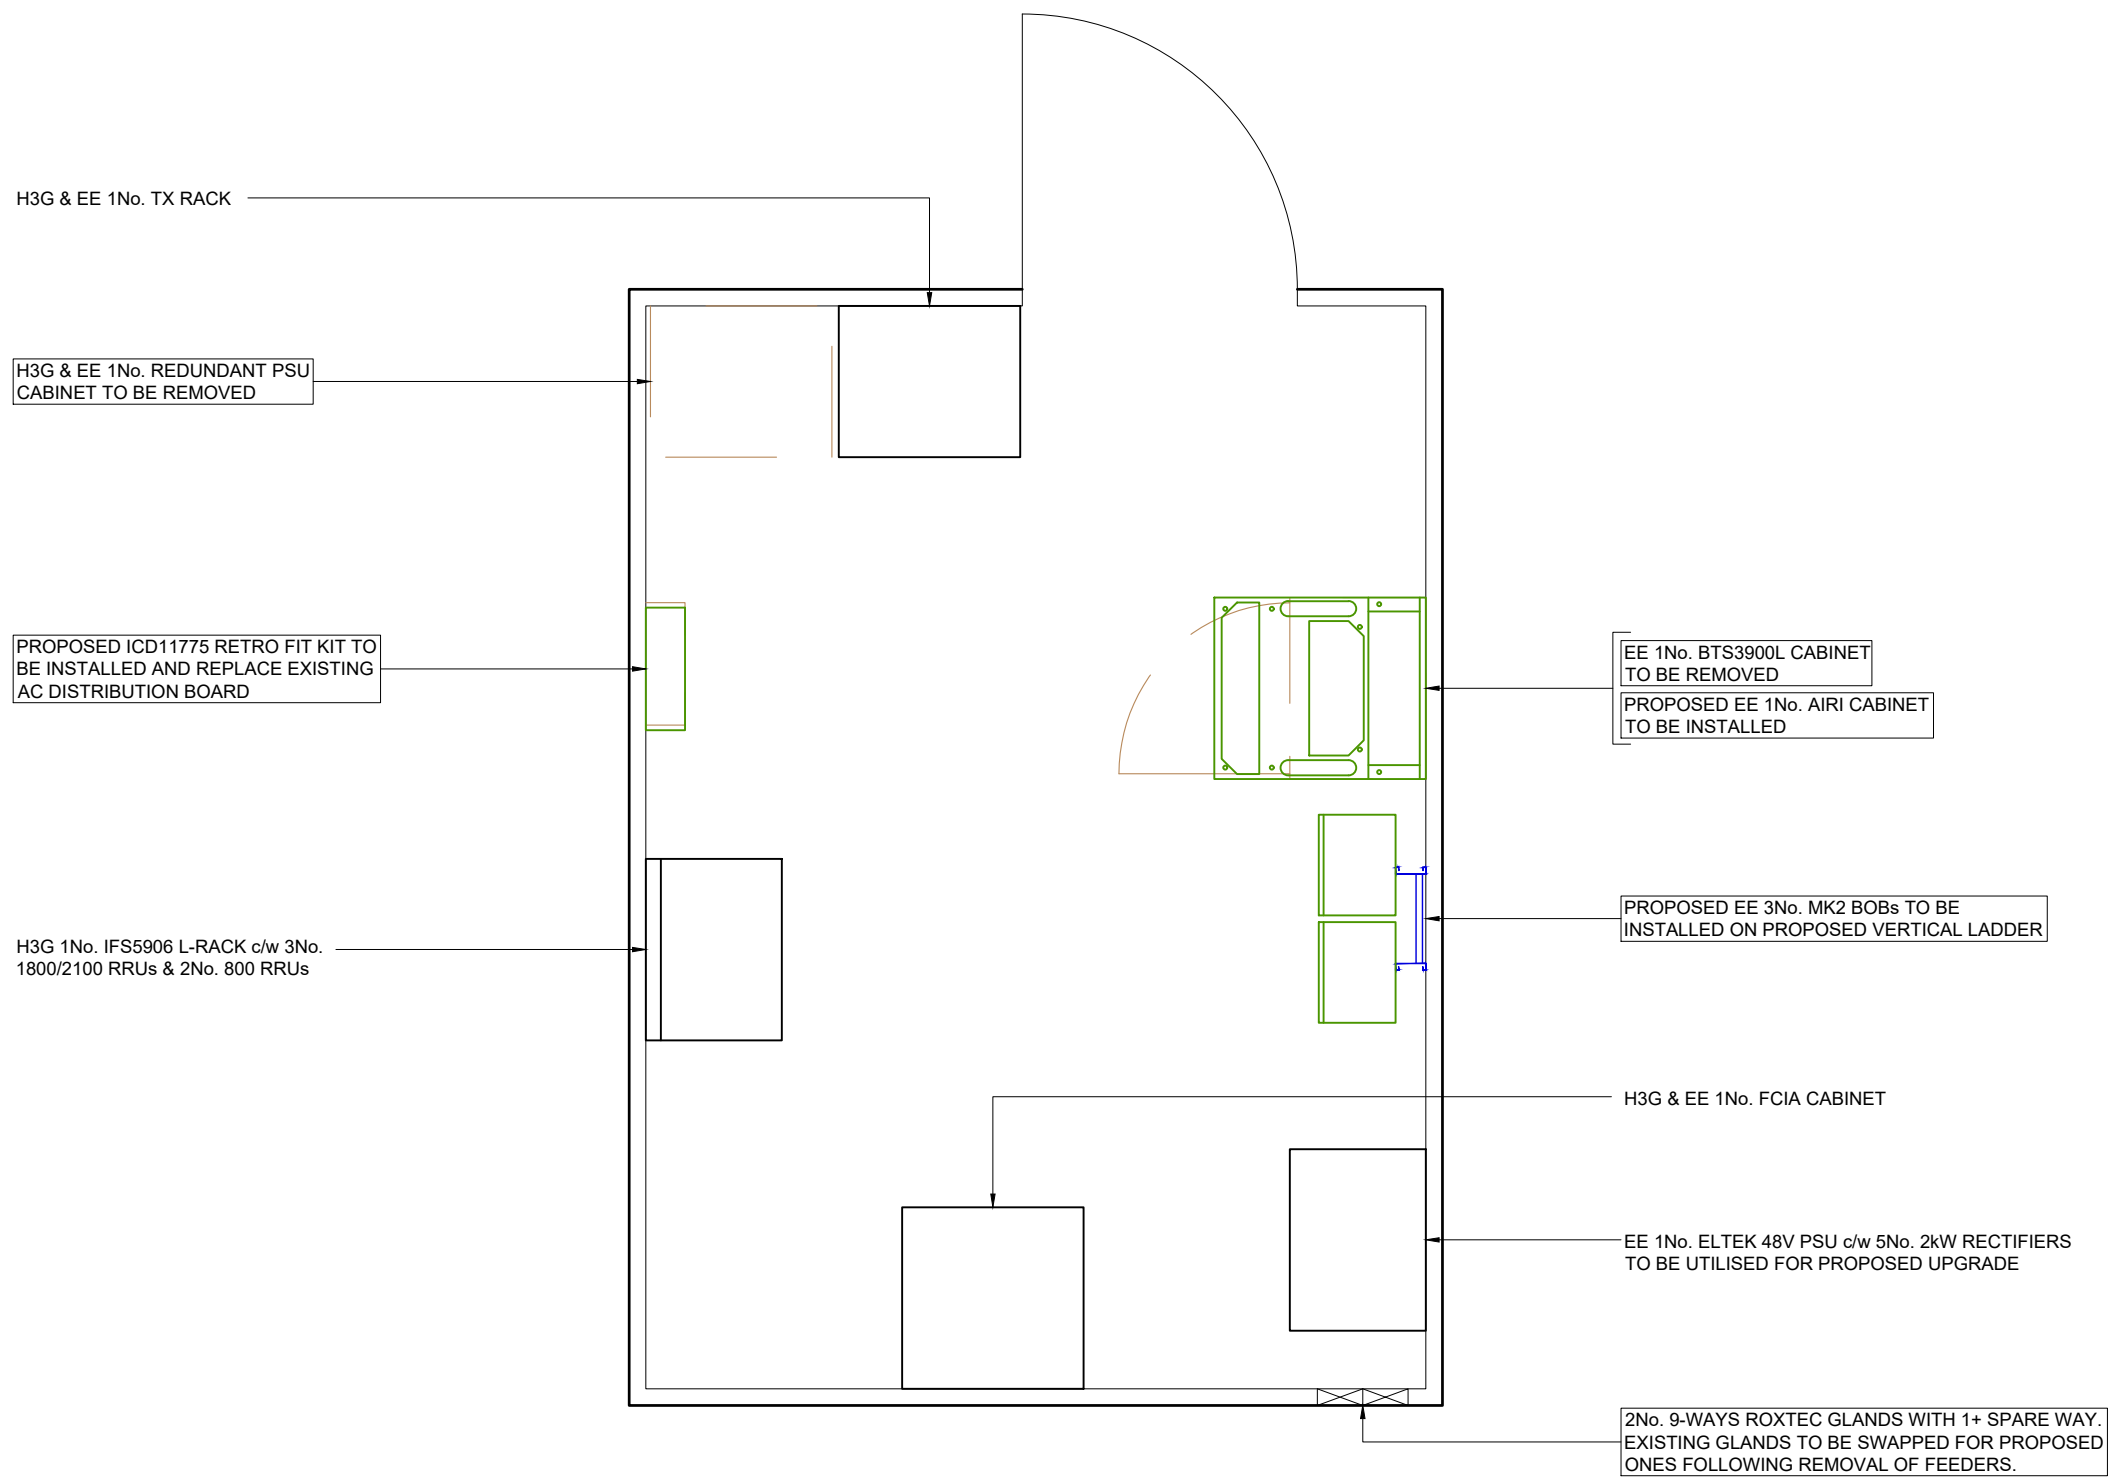 H3G & EE 1No. TX RACK
H3G & EE 1No. REDUNDANT PSU
CABINET TO BE REMOVED
PROPOSED ICD11775 RETRO FIT KIT TO
BE INSTALLED AND REPLACE EXISTING
AC DISTRIBUTION BOARD
H3G 1No. IFS5906 L-RACK c/w 3No.
1800/2100 RRUs & 2No. 800 RRUs
EE 1No. BTS3900L CABINET
TO BE REMOVED
PROPOSED EE 1No. AIRI CABINET
TO BE INSTALLED
PROPOSED EE 3No. MK2 BOBs TO BE
INSTALLED ON PROPOSED VERTICAL LADDER
H3G & EE 1No. FCIA CABINET
EE 1No. ELTEK 48V PSU c/w 5No. 2kW RECTIFIERS
TO BE UTILISED FOR PROPOSED UPGRADE
2No. 9-WAYS ROXTEC GLANDS WITH 1+ SPARE WAY.
EXISTING GLANDS TO BE SWAPPED FOR PROPOSED
ONES FOLLOWING REMOVAL OF FEEDERS.